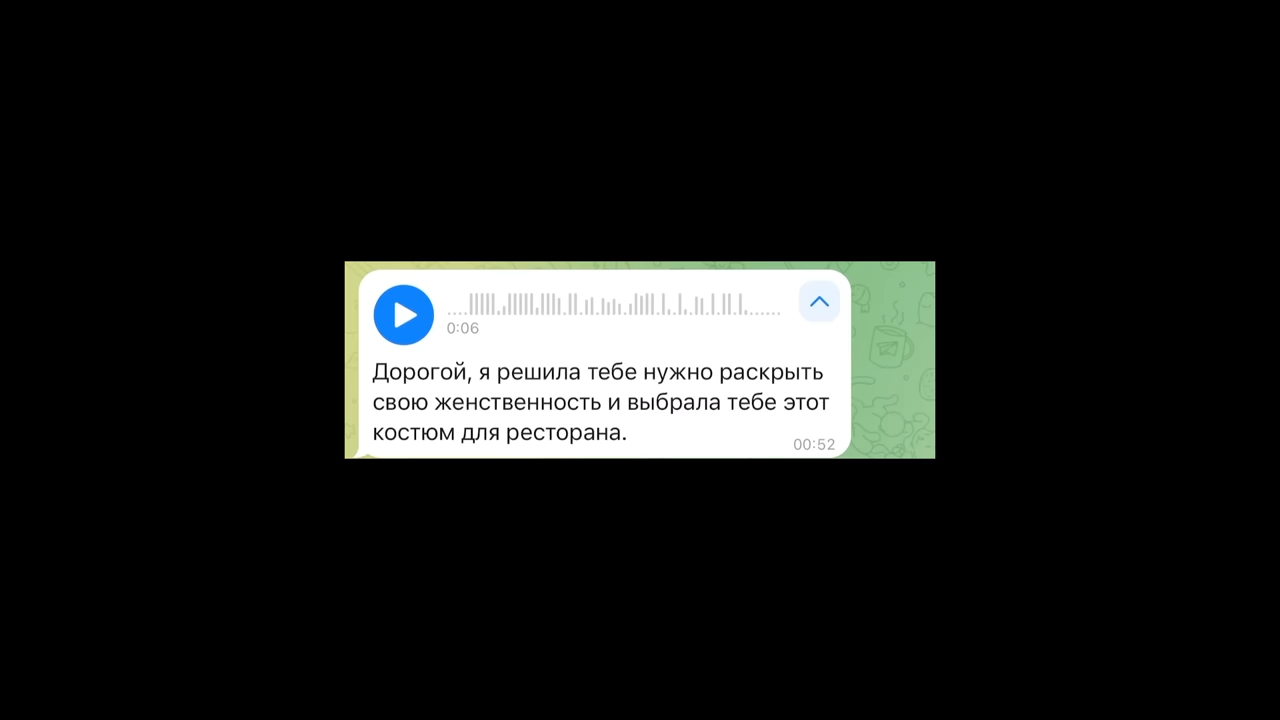 0:06
Дорогой, я решила тебе нужно раскрыть
свою женственность и выбрала тебе этот
костюм для ресторана.
00:52